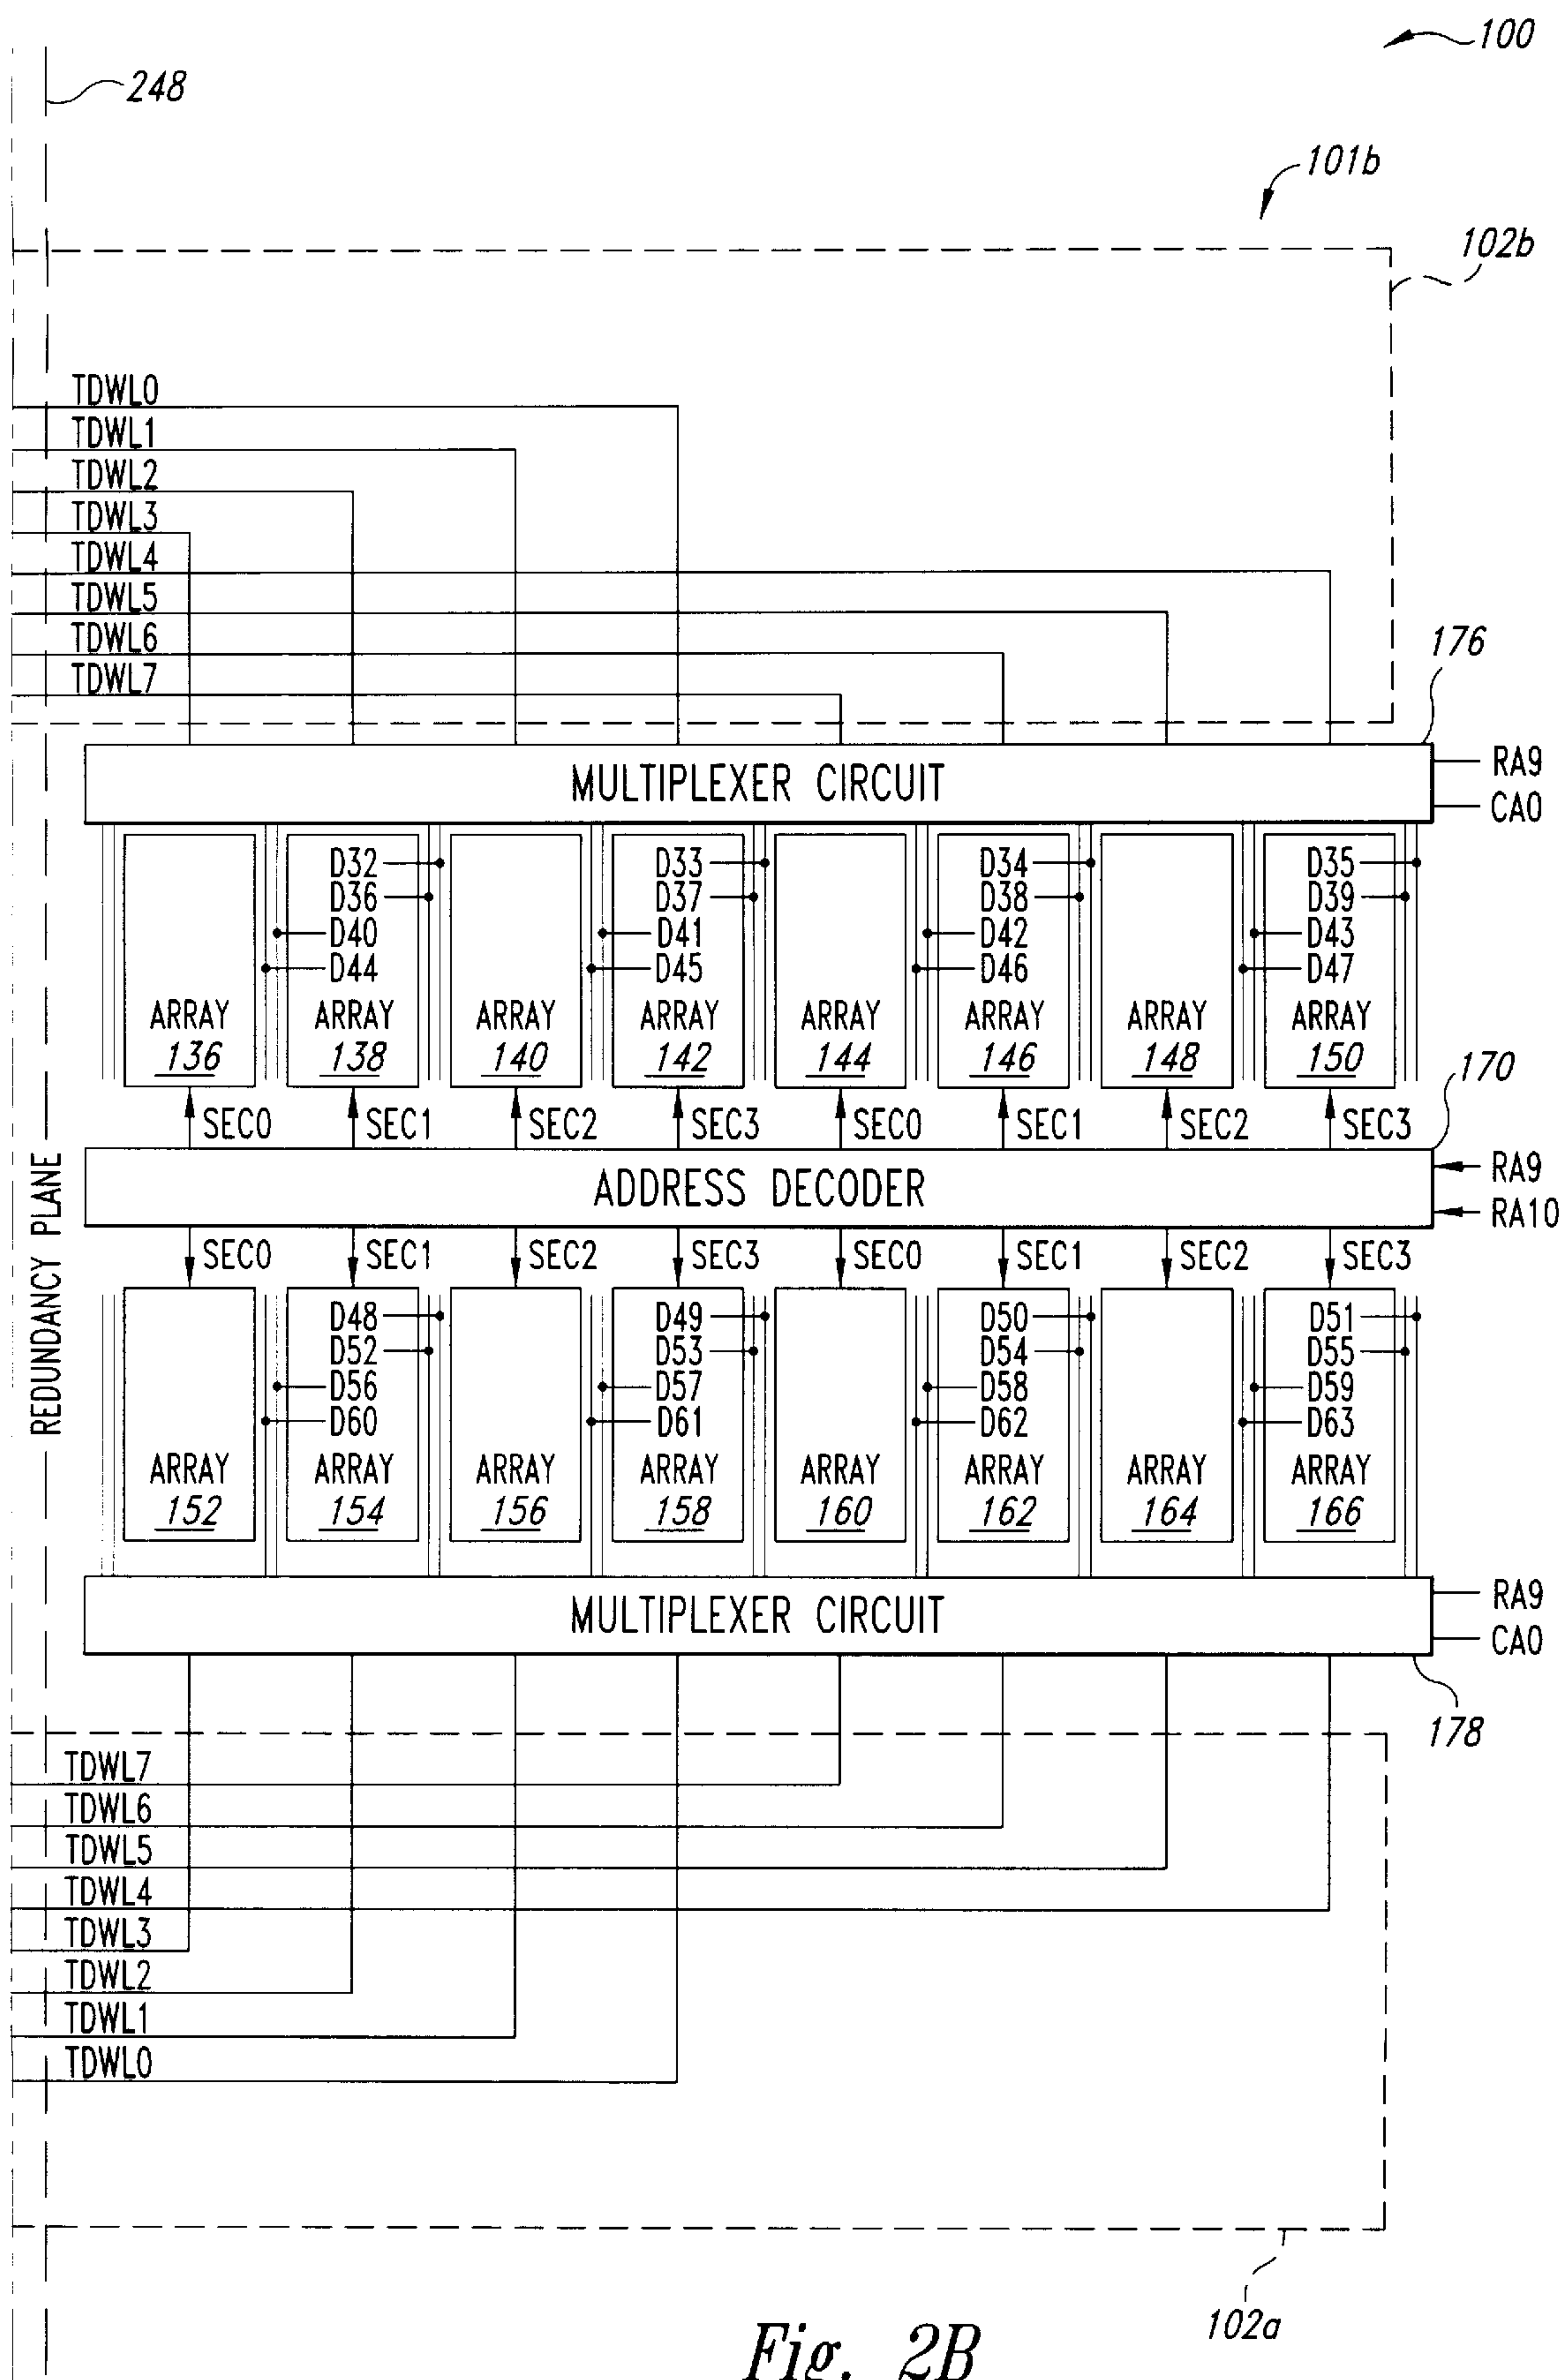 100
248
101b
102b
TDWL0
TDWL1
TDWL2
TDWL3
TDWL4
TDWL5
TDWL6
TDWL7
176
MULTIPLEXER CIRCUIT
RA9
CA0
D32 D33 D34 D35
D36 D37 D38 D39
D40 D41 D42 D43
D44 D45 D46 D47
ARRAY ARRAY ARRAY ARRAY ARRAY ARRAY ARRAY ARRAY
136 138 140 142 144 146 148 150
170
SEC0 SEC1 SEC2 SEC3 SEC0 SEC1 SEC2 SEC3
ADDRESS DECODER
RA9
RA10
REDUNDANCY PLANE
SEC0 SEC1 SEC2 SEC3 SEC0 SEC1 SEC2 SEC3
D48 D49 D50 D51
D52 D53 D54 D55
D56 D57 D58 D59
D60 D61 D62 D63
ARRAY ARRAY ARRAY ARRAY ARRAY ARRAY ARRAY ARRAY
152 154 156 158 160 162 164 166
MULTIPLEXER CIRCUIT
RA9
CA0
178
TDWL7
TDWL6
TDWL5
TDWL4
TDWL3
TDWL2
TDWL1
TDWL0
102a
Fig. 2B